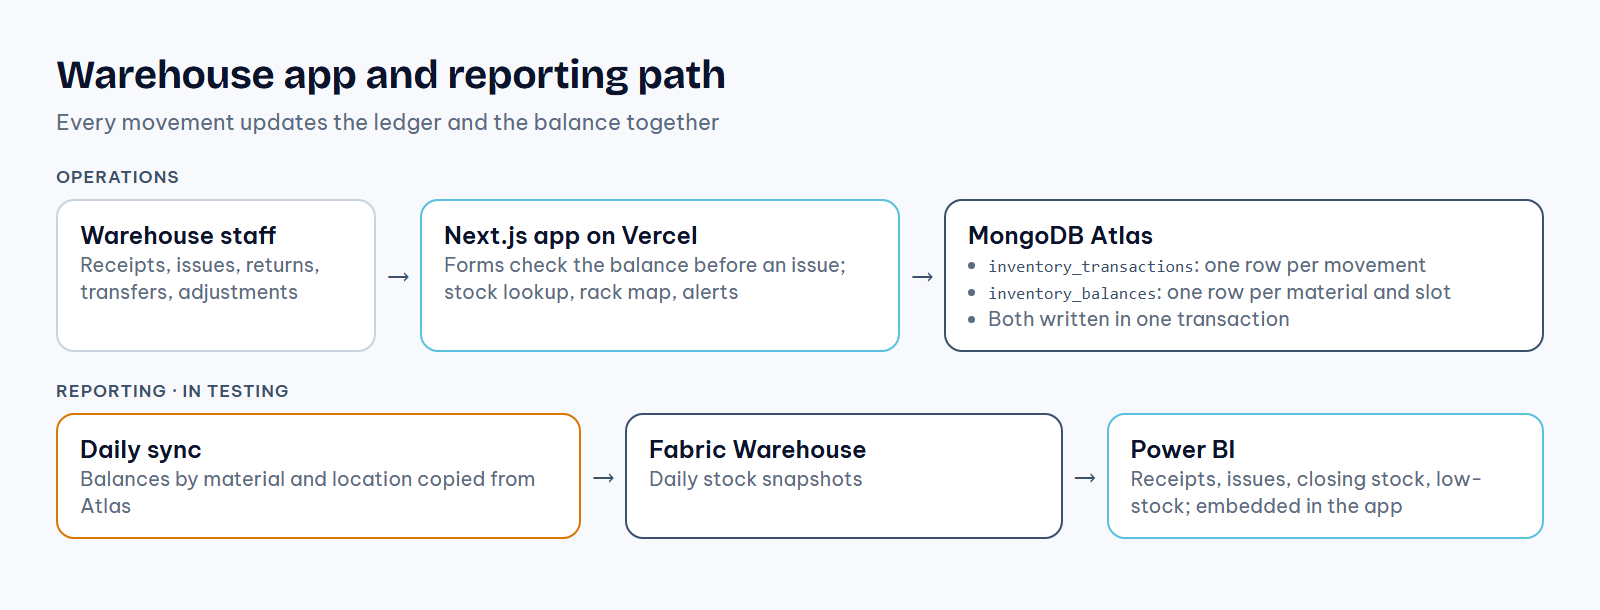 Warehouse app and reporting path
Every movement updates the ledger and the balance together
OPERATIONS
Warehouse staff
Receipts, issues, returns,
transfers, adjustments
→
Next.js app on Vercel
Forms check the balance before an issue;
stock lookup, rack map, alerts
→
MongoDB Atlas
• inventory_transactions: one row per movement
• inventory_balances: one row per material and slot
• Both written in one transaction
REPORTING · IN TESTING
Daily sync
Balances by material and location copied from
Atlas
→
Fabric Warehouse
Daily stock snapshots
→
Power BI
Receipts, issues, closing stock, low-
stock; embedded in the app